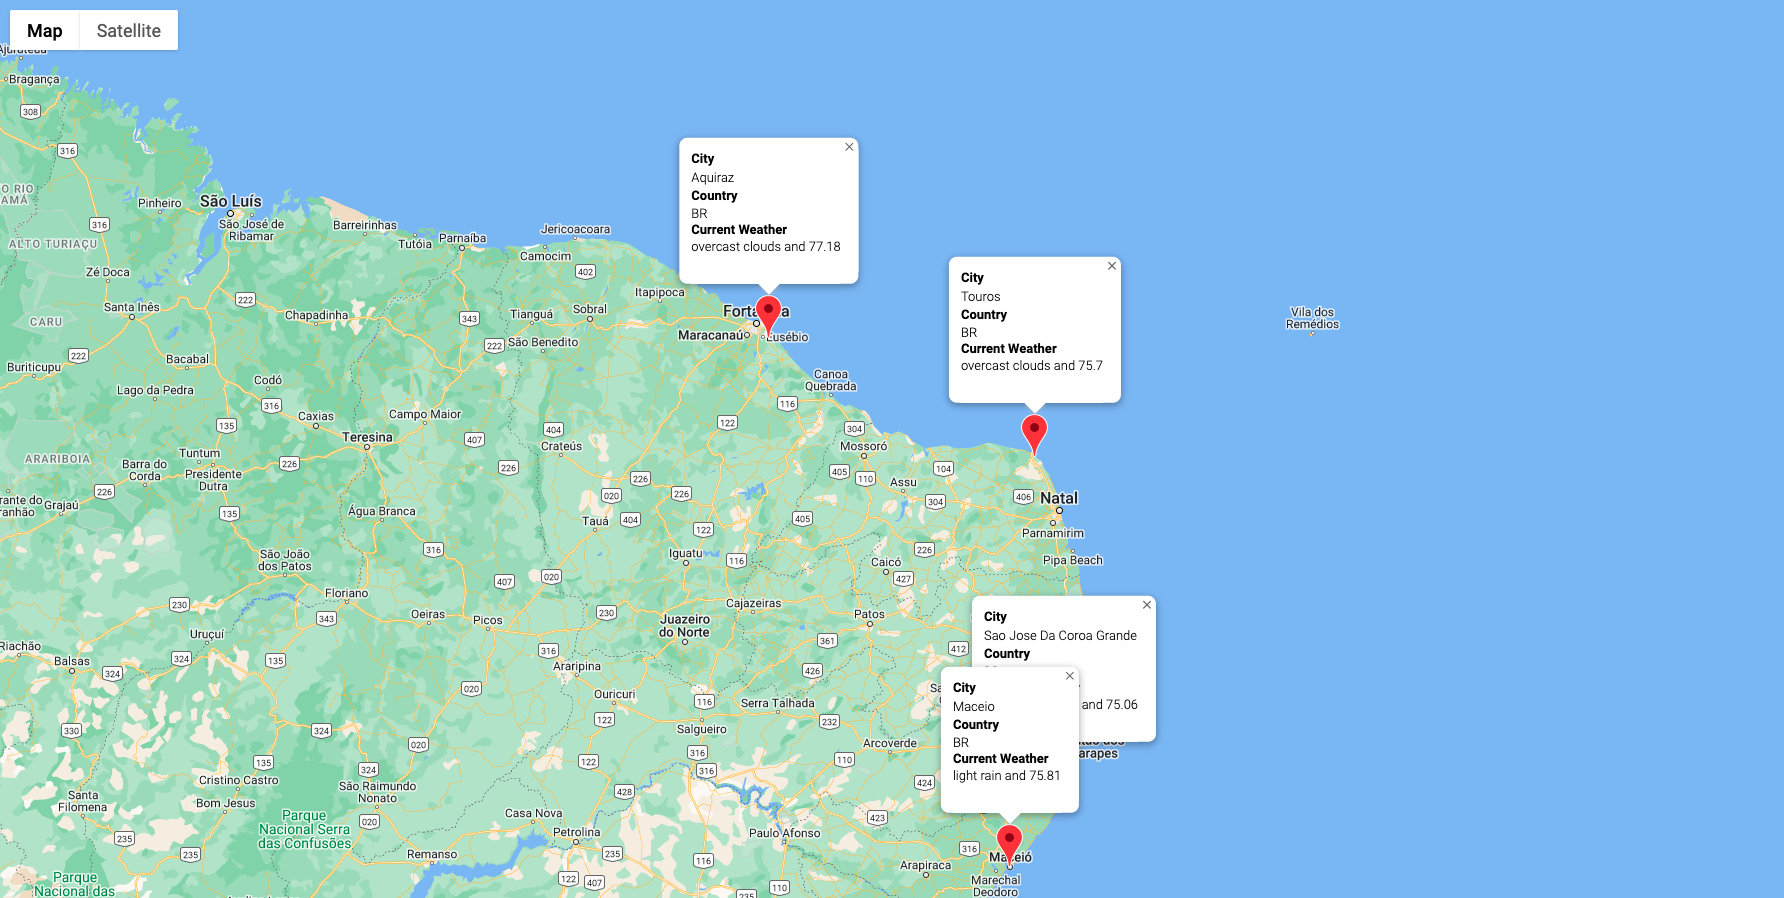 Map
Satellite
Bragança
308
316
Pinheiro
São Luís
São José de
Ribamar
316
ALTO TURIAÇU
Zé Doca
Barreirinhas
Tutóia
Parnaíba
Jericoacoara
Camocim
402
City
Aquiraz
Country
BR
Current Weather
overcast clouds and 77.18
Santa Inês
222
Chapadinha
CARU
222
Buriticupu
Bacabal
343
Tianguá
Sobral
Itapipoca
222
São Benedito
Maracanaú
Eusébio
City
Touros
Country
BR
Current Weather
overcast clouds and 75.7
Vila dos
Remédios
Lago da Pedra
Codó
316
Caxias
135
Campo Maior
Teresina
407
404
Crateús
122
116
Canoa
Quebrada
304
Mossoró
ARARIBOIA
Barra do
Corda
Tuntum
Presidente
Dutra
226
226
Grajaú
135
226
Água Branca
020
226
226
404
Tauá
405
110
104
Assu
304
406
Natal
Parnamirim
Pipa Beach
405
122
316
São João
dos Patos
Iguatu
116
226
Caicó
427
407
020
Floriano
230
343
Oeiras
Picos
230
Cajazeiras
Patos
Juazeiro
do Norte
361
Riachão
Uruçuí
Balsas
324
324
135
316
Araripina
426
412
City
Sao Jose Da Coroa Grande
Country
and 75.06
020
Ouricuri
116
Serra Talhada
122
232
Salgueiro
330
324
020
316
Arcoverde
110
City
Maceio
Country
BR
Current Weather
light rain and 75.81
135
324
122
316
424
Cristino Castro
São Raimundo
Nonato
428
Santa
Filomena
Bom Jesus
020
Parque
Nacional Serra
das Confusões
Casa Nova
Petrolina
Paulo Afonso
423
235
235
Remanso
235
116
316
Arapiraca
Marechal
Deodoro
Parque
Nacional das
122
407
110
235